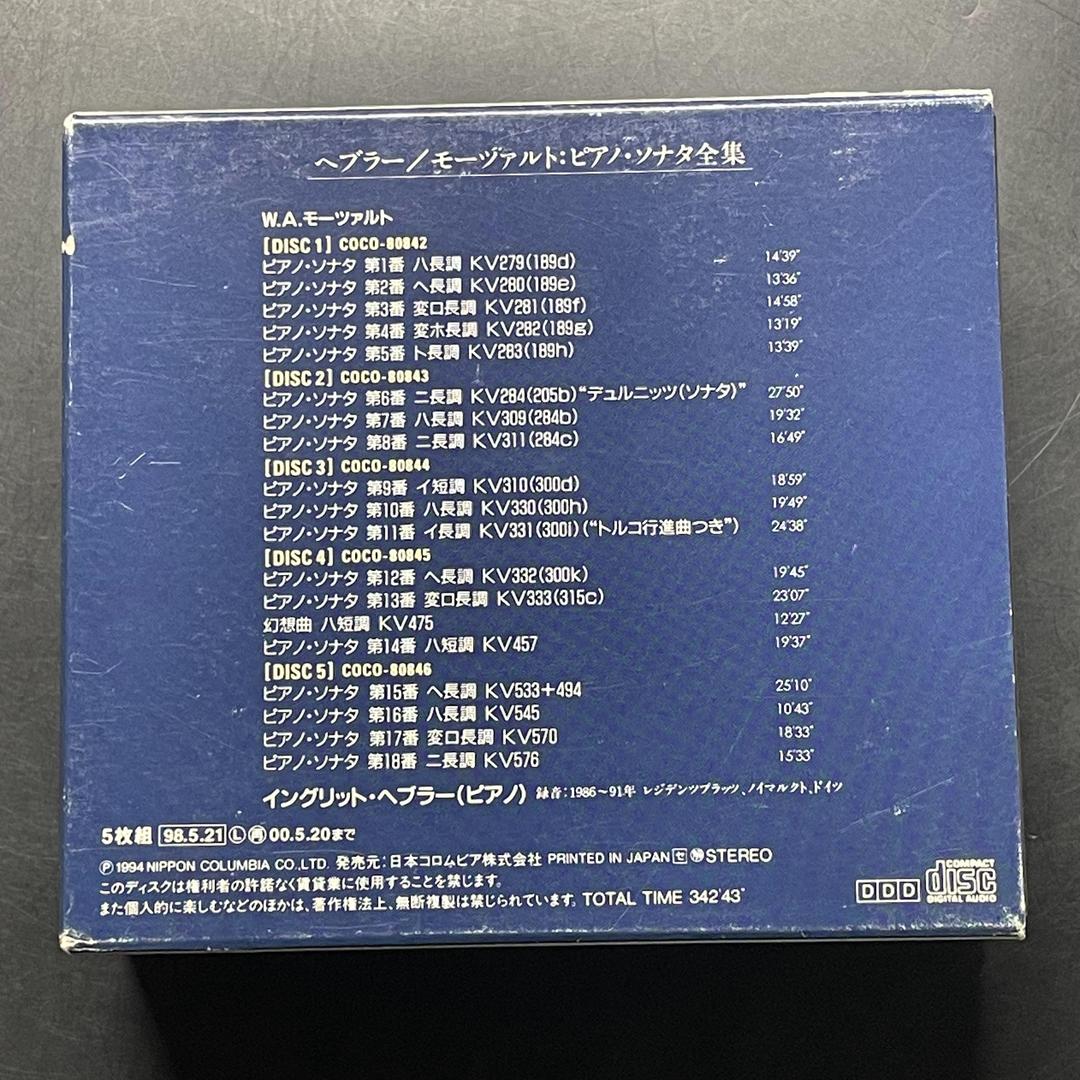 ヘブラー／モーツァルト：ピアノ・ソナタ全集
W.A.モーツァルト
[DISC 1] COCO-80842
ピアノ・ソナタ 第1番 ハ長調 KV279(189d) 14'39"
ピアノ・ソナタ 第2番 ヘ長調 KV280(189e) 13'36"
ピアノ・ソナタ 第3番 変ロ長調 KV281(189f) 14'58"
ピアノ・ソナタ 第4番 変ホ長調 KV282(189g) 13'19"
ピアノ・ソナタ 第5番 ト長調 KV283(189h) 13'39"
[DISC 2] COCO-80843
ピアノ・ソナタ 第6番 ニ長調 KV284(205b)“デュルニッツ(ソナタ)” 27'50"
ピアノ・ソナタ 第7番 ハ長調 KV309(284b) 19'32"
ピアノ・ソナタ 第8番 ニ長調 KV311(284c) 16'49"
[DISC 3] COCO-80844
ピアノ・ソナタ 第9番 イ短調 KV310(300d) 18'59"
ピアノ・ソナタ 第10番 ハ長調 KV330(300h) 19'49"
ピアノ・ソナタ 第11番 イ長調 KV331(300i)(“トルコ行進曲つき”) 24'38"
[DISC 4] COCO-80845
ピアノ・ソナタ 第12番 ヘ長調 KV332(300k) 19'45"
ピアノ・ソナタ 第13番 変ロ長調 KV333(315c) 23'07"
幻想曲 ハ短調 KV475 12'27"
ピアノ・ソナタ 第14番 ハ短調 KV457 19'37"
[DISC 5] COCO-80846
ピアノ・ソナタ 第15番 ヘ長調 KV533+494 25'10"
ピアノ・ソナタ 第16番 ハ長調 KV545 10'43"
ピアノ・ソナタ 第17番 変ロ長調 KV570 18'33"
ピアノ・ソナタ 第18番 ニ長調 KV576 15'33"
イングリット・ヘブラー(ピアノ) 録音：1986〜91年 レジデンツプラッツ、ノイマルクト、ドイツ
5枚組 98.5.21 Ⓛ 再 00.5.20まで
Ⓟ1994 NIPPON COLUMBIA CO.,LTD. 発売元：日本コロムビア株式会社 PRINTED IN JAPAN セ STEREO
このディスクは権利者の許諾なく賃貸業に使用することを禁じます。
また個人的に楽しむなどのほかは、著作権法上、無断複製は禁じられています。 TOTAL TIME 342'43"
DDD
COMPACT disc DIGITAL AUDIO